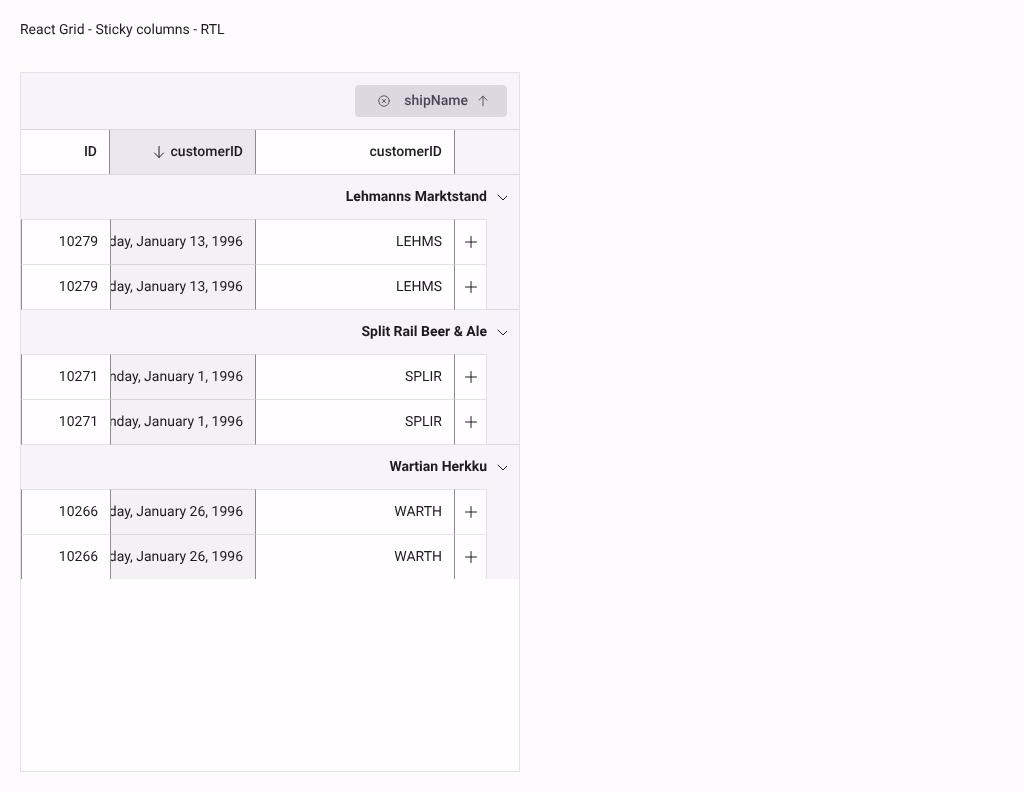 React Grid - Sticky columns - RTL
shipName
ID customerID customerID
Lehmanns Marktstand
10279 day, January 13, 1996 LEHMS
10279 day, January 13, 1996 LEHMS
Split Rail Beer & Ale
10271 nday, January 1, 1996 SPLIR
10271 nday, January 1, 1996 SPLIR
Wartian Herkku
10266 day, January 26, 1996 WARTH
10266 day, January 26, 1996 WARTH